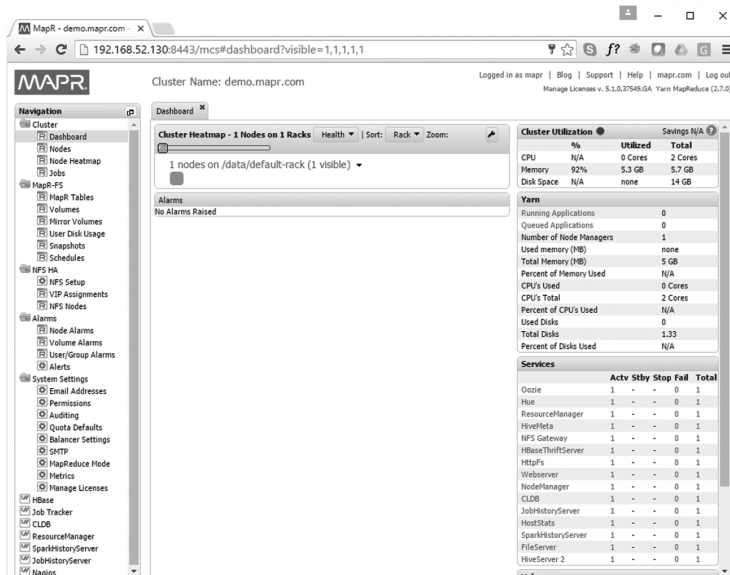 MapR - demo.mapr.com -
192.168.52.130:8443/mcs#dashboard?visible=1,1,1,1,1
MAPR.
Cluster Name: demo.mapr.com
Logged in as mapr | Blog | Support | Help | mapr.com | Log out
Manage Licenses v. 5.1.0.37549.GA Yarn MapReduce (2.7.0)
Navigation
Cluster
Dashboard
Nodes
Node Heatmap
Jobs
MapR-FS
MapR Tables
Volumes
Mirror Volumes
User Disk Usage
Snapshots
Schedules
NFS HA
NFS Setup
VIP Assignments
NFS Nodes
Alarms
Node Alarms
Volume Alarms
User/Group Alarms
Alerts
System Settings
Email Addresses
Permissions
Auditing
Quota Defaults
Balancer Settings
SMTP
MapReduce Mode
Metrics
Manage Licenses
HBase
Job Tracker
CLDB
ResourceManager
SparkHistoryServer
JobHistoryServer
Nagios
Dashboard
Cluster Heatmap - 1 Nodes on 1 Racks Health | Sort: Rack Zoom:
1 nodes on /data/default-rack (1 visible)
Alarms
No Alarms Raised
Cluster Utilization Savings N/A
% Utilized Total
CPU N/A 0 Cores 2 Cores
Memory 92% 5.3 GB 5.7 GB
Disk Space N/A none 14 GB
Yarn
Running Applications 0
Queued Applications 0
Number of Node Managers 1
Used memory (MB) none
Total Memory (MB) 5 GB
Percent of Memory Used N/A
CPU's Used 0 Cores
CPU's Total 2 Cores
Percent of CPU's Used N/A
Used Disks 0
Total Disks 1.33
Percent of Disks Used N/A
Services
Actv Stby Stop Fail Total
Oozie 1 - - 0 1
Hue 1 - - 0 1
ResourceManager 1 - - 0 1
HiveMeta 1 - - 0 1
NFS Gateway 1 - - 0 1
HBaseThriftServer 1 - - 0 1
HttpFs 1 - - 0 1
Webserver 1 - - 0 1
NodeManager 1 - - 0 1
CLDB 1 - - 0 1
JobHistoryServer 1 - - 0 1
HostStats 1 - - 0 1
SparkHistoryServer 1 - - 0 1
FileServer 1 - - 0 1
HiveServer 2 1 - - 0 1